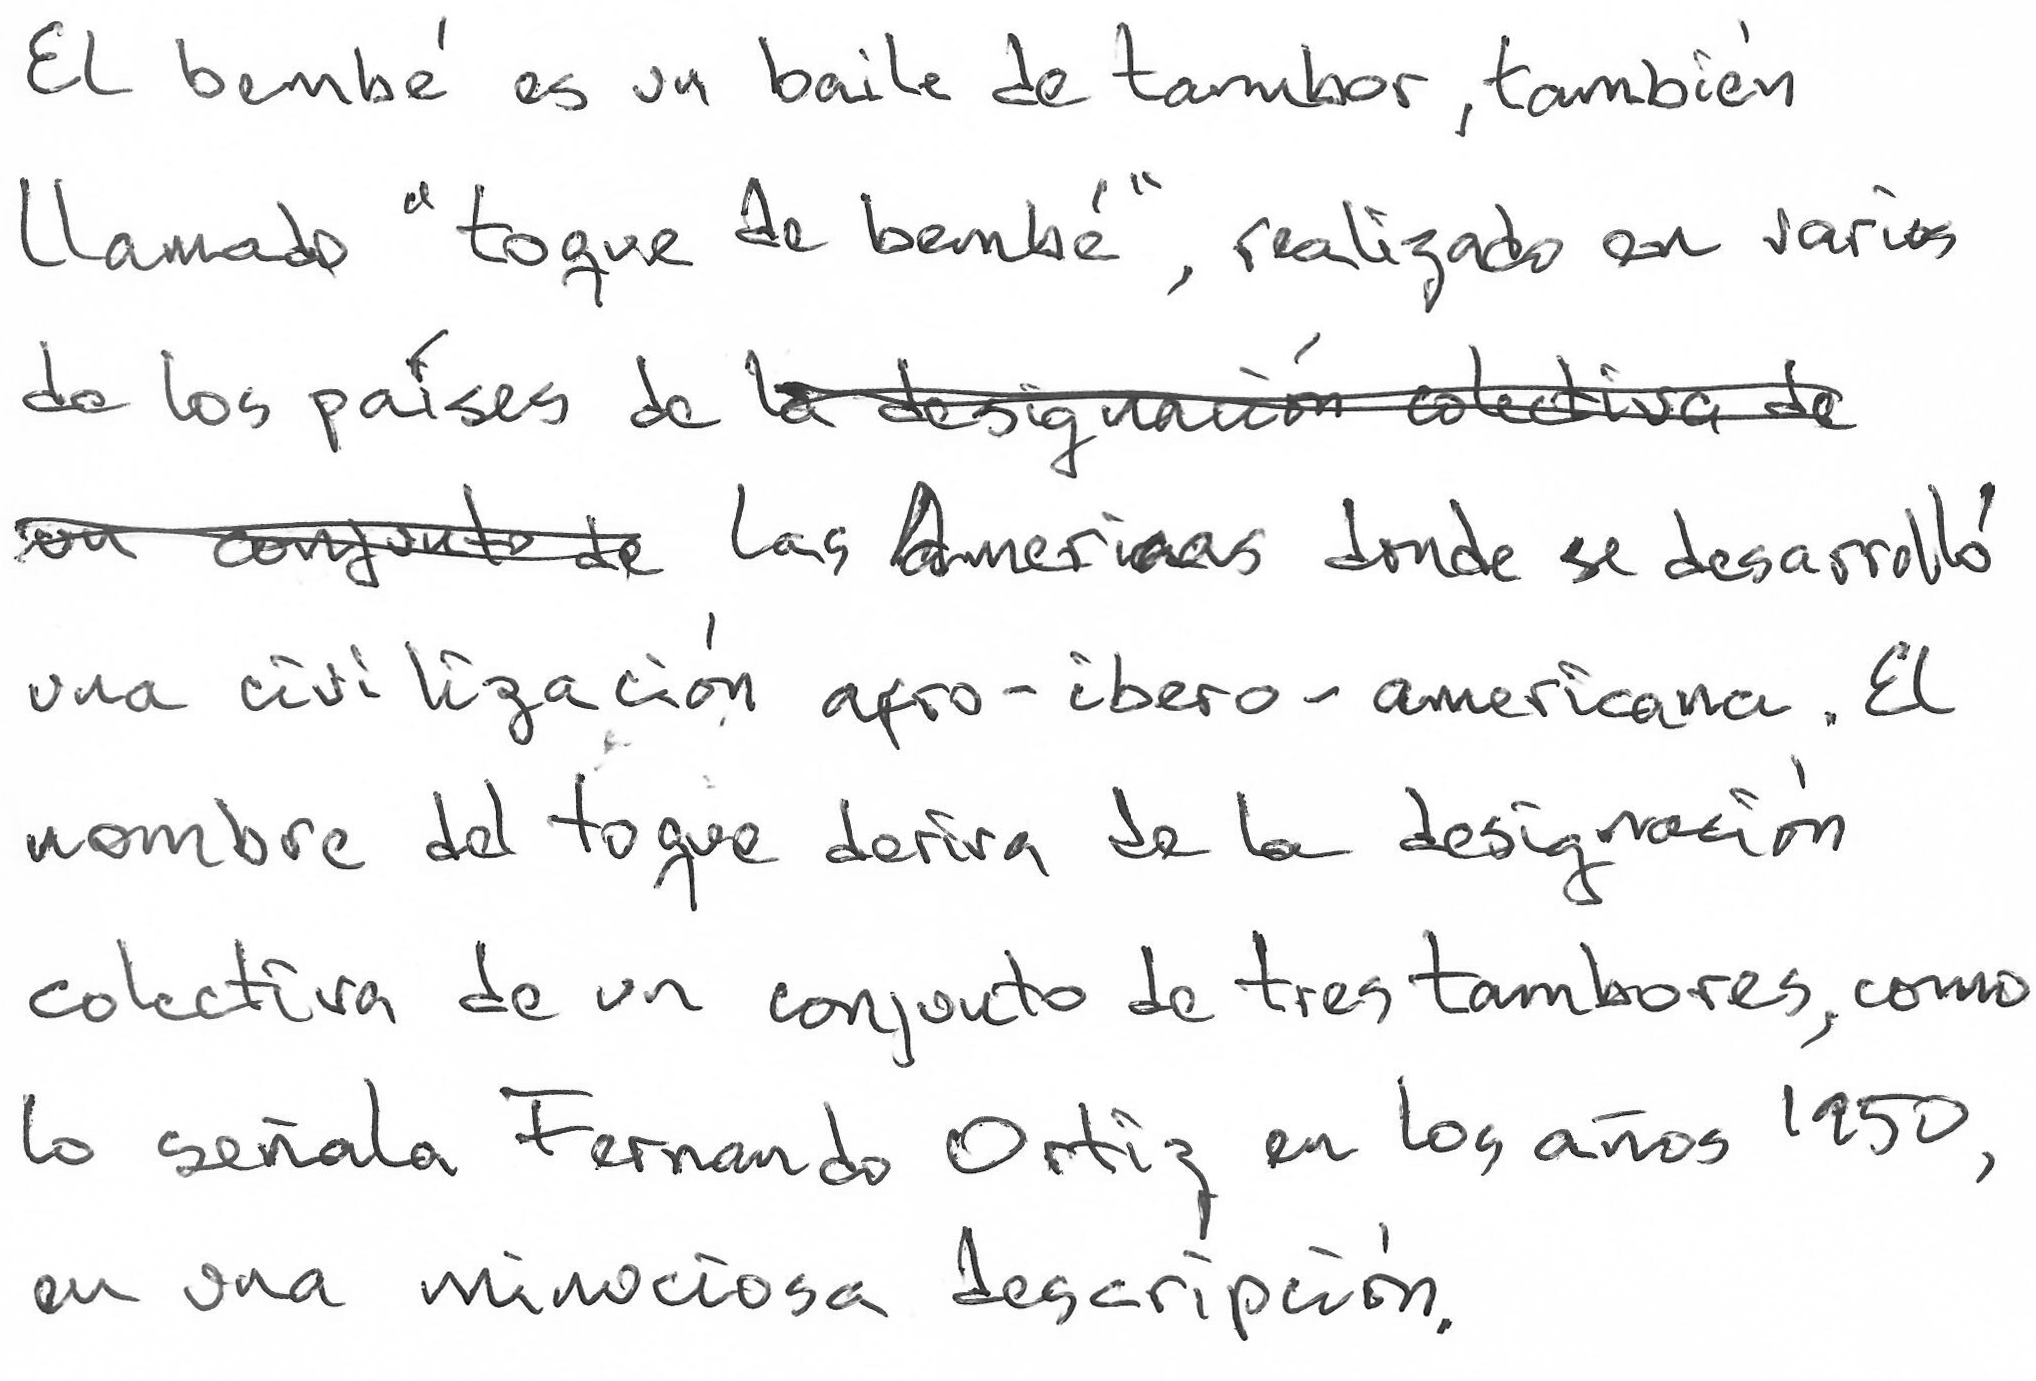 El bembé es un baile de tambor, también
llamado "toque de bembé", realizado en varios
de los países de la designación colectiva de
un conjunto de las Americas donde se desarrolló
una civilización afro-ibero-americana. El
nombre del toque deriva de la designación
colectiva de un conjunto de tres tambores, como
lo señala Fernando Ortiz en los años 1950,
en una minuciosa descripción.